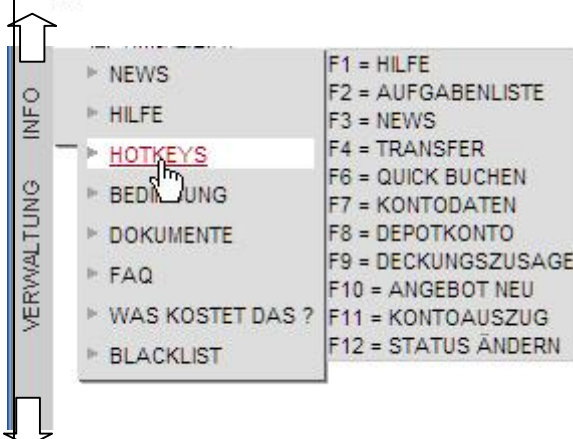 INFO
VERWALTUNG
NEWS
HILFE
HOTKEYS
DOKUMENTE
FAQ
WAS KOSTET DAS ?
BLACKLIST
F1 = HILFE
F2 = AUFGABENLISTE
F3 = NEWS
F4 = TRANSFER
F6 = QUICK BUCHEN
F7 = KONTODATEN
F8 = DEPOTKONTO
F9 = DECKUNGSZUSAGE
F10 = ANGEBOT NEU
F11 = KONTOAUSZUG
F12 = STATUS ÄNDERN